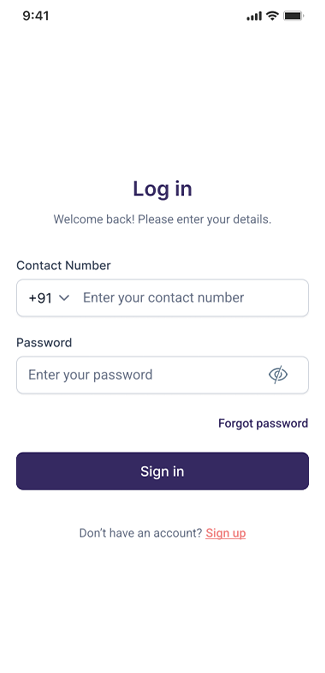 9:41
Log in
Welcome back! Please enter your details.
Contact Number
+91 Enter your contact number
Password
Enter your password
Forgot password
Sign in
Don't have an account? Sign up